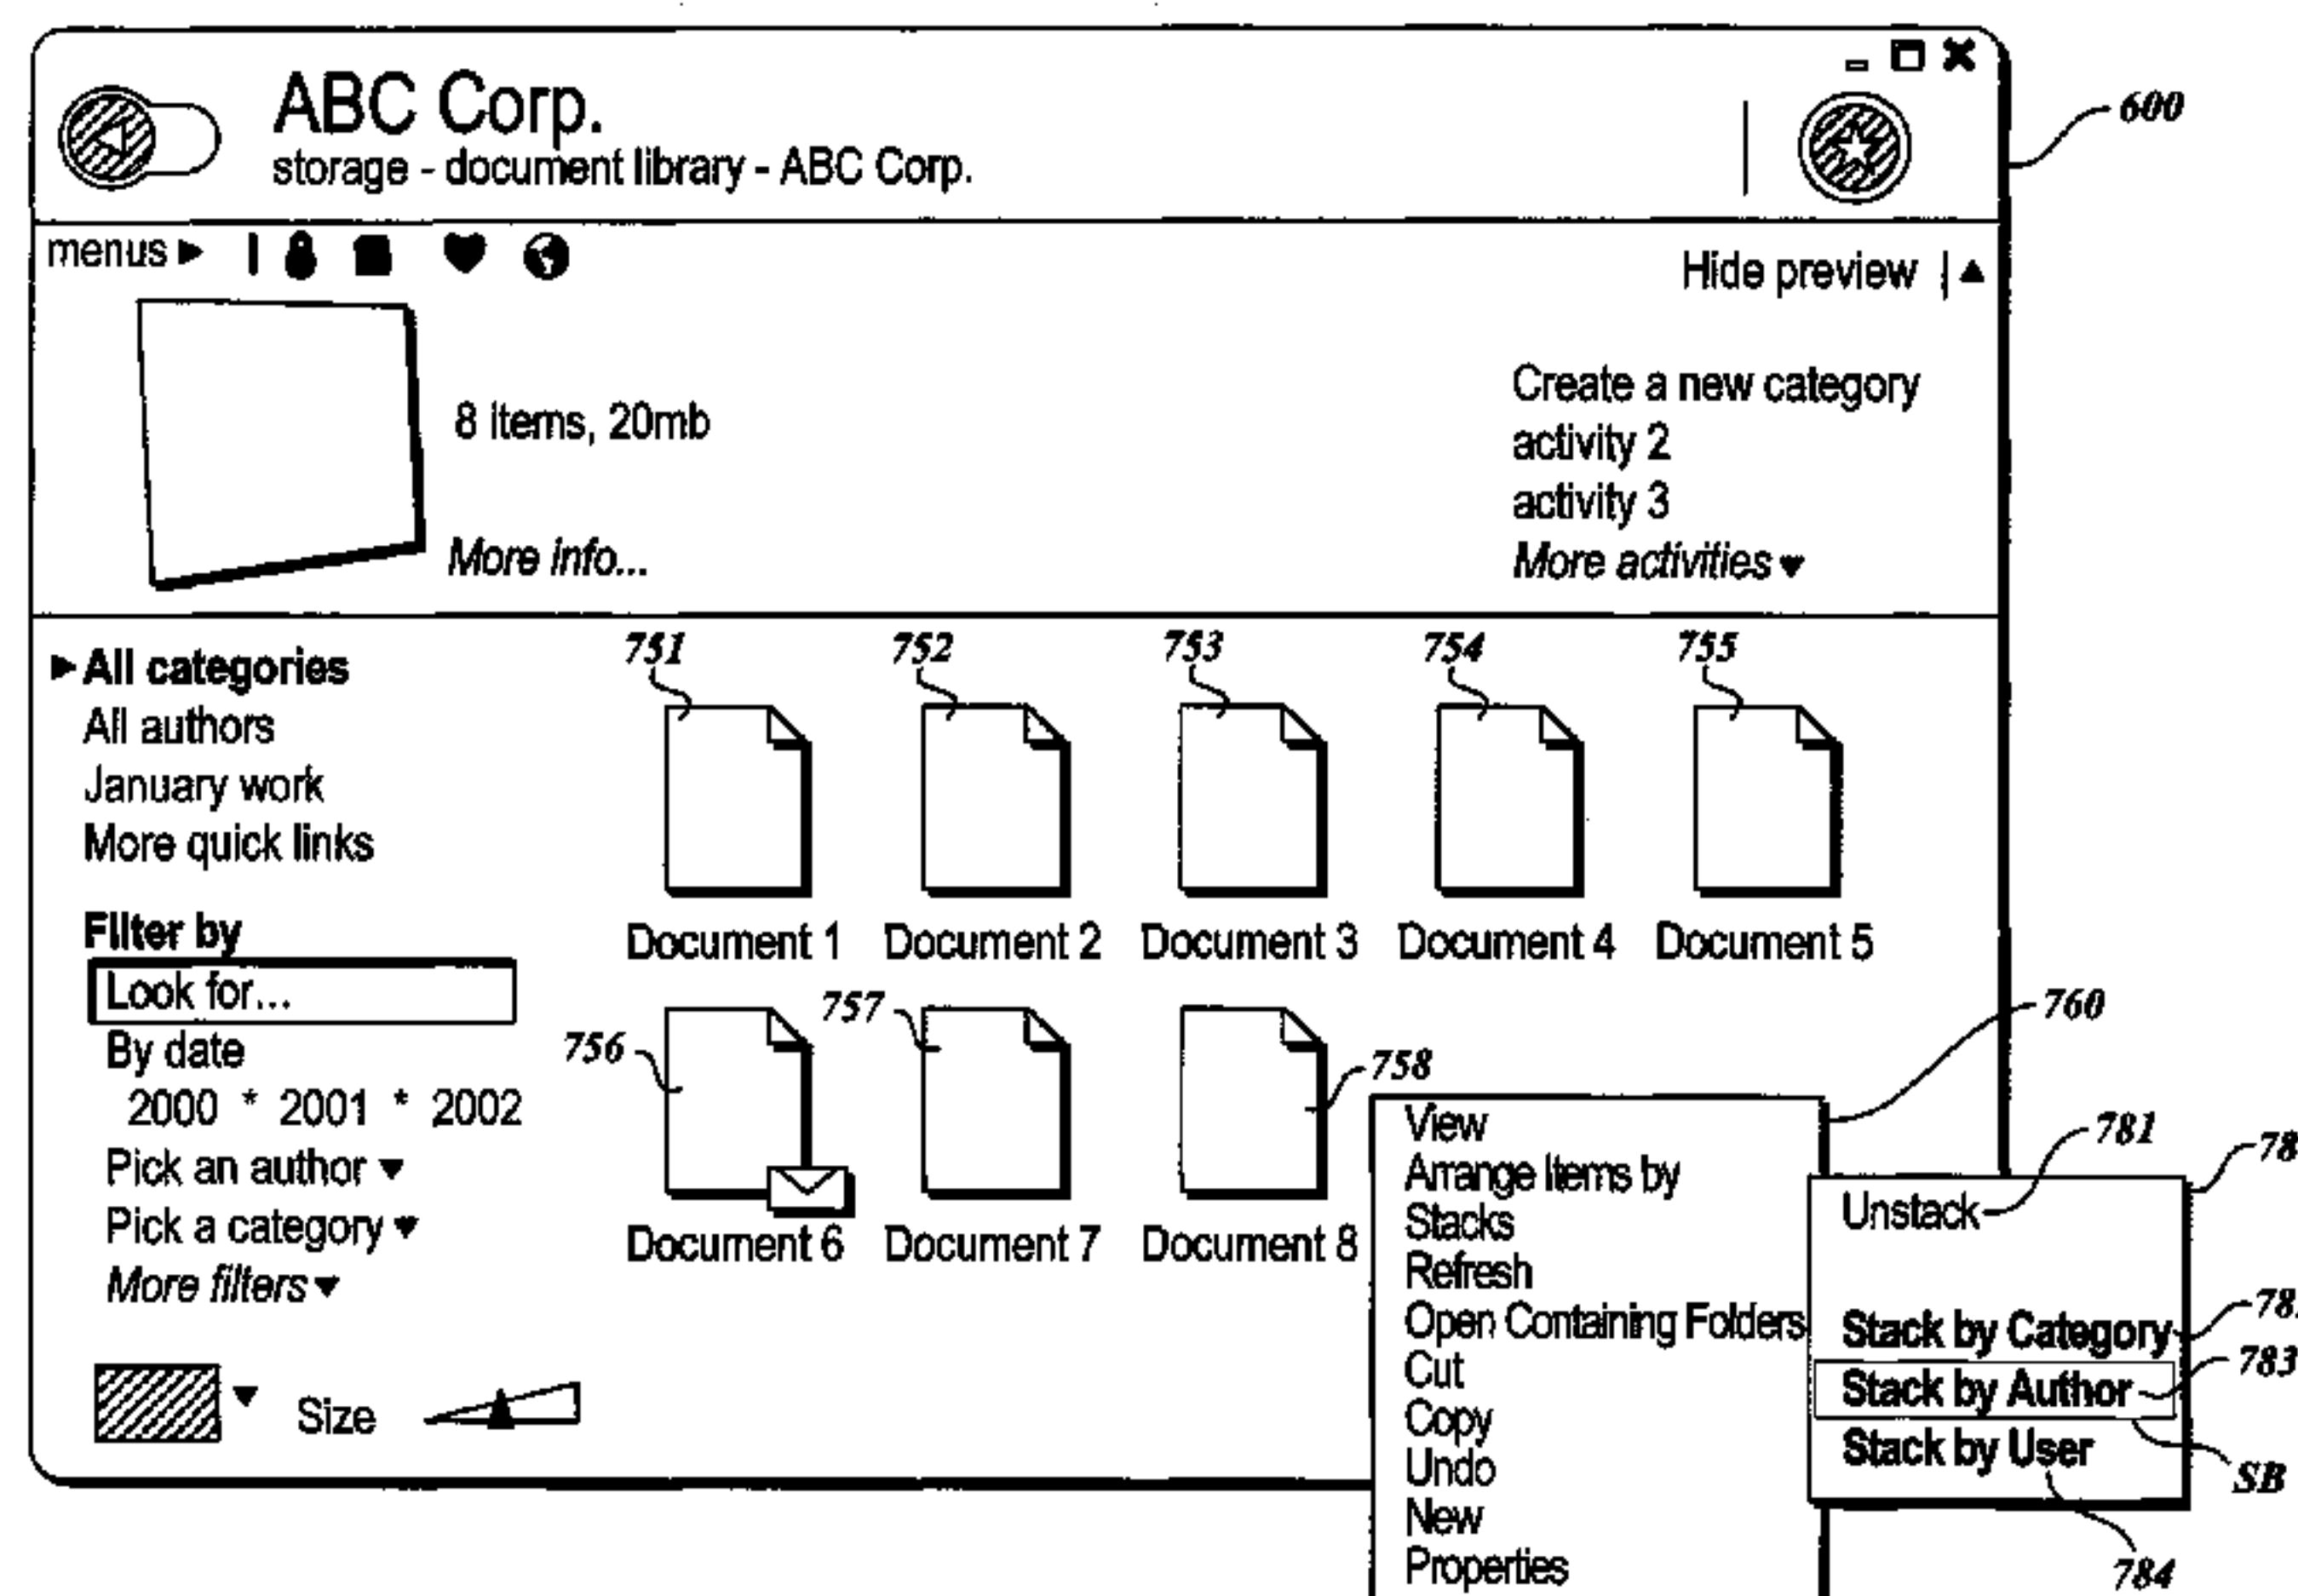 ABC Corp.
storage - document library - ABC Corp.
600
menus
Hide preview
8 items, 20mb
More info...
Create a new category
activity 2
activity 3
More activities
All categories
All authors
January work
More quick links
Filter by
Look for...
By date
2000 * 2001 * 2002
Pick an author
Pick a category
More filters
Size
751 752 753 754 755
Document 1 Document 2 Document 3 Document 4 Document 5
756 757 758
Document 6 Document 7 Document 8
760
View
Arrange Items by
Stacks
Refresh
Open Containing Folders
Cut
Copy
Undo
New
Properties
781
Unstack
Stack by Category
Stack by Author
783
Stack by User
SB
784